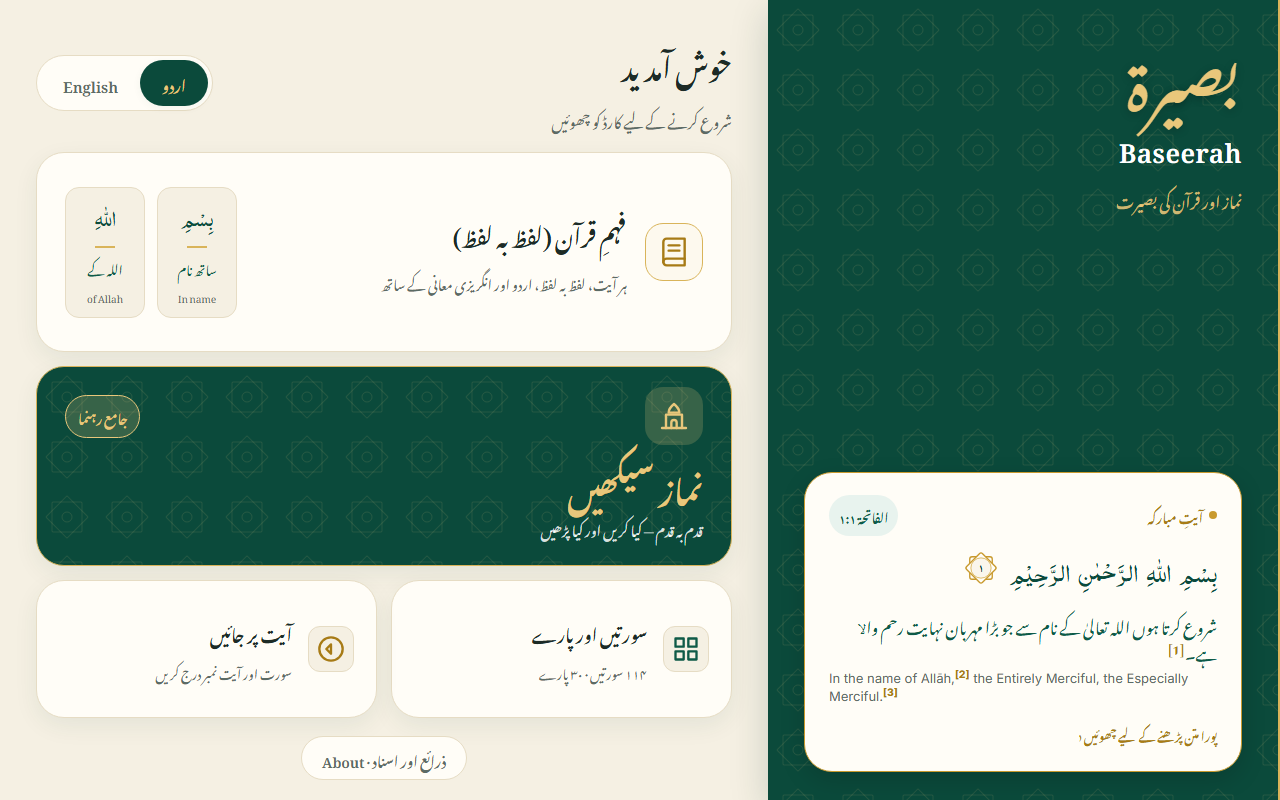 بصيرة
Baseerah
نماز اور قرآن کی بصیرت
آیتِ مبارکہ
الفاتحة ۱:۱
بِسْمِ اللّٰهِ الرَّحْمٰنِ الرَّحِیْمِ ۱
شروع کرتا ہوں اللہ تعالیٰ کے نام سے جو بڑا مہربان نہایت رحم والا
ہے۔[1]
In the name of Allāh,[2] the Entirely Merciful, the Especially
Merciful.[3]
پورا متن پڑھنے کے لیے چھوئیں
خوش آمدید
شروع کرنے کے لیے کارڈ کو چھوئیں
اردو
English
فہمِ قرآن (لفظ بہ لفظ)
ہر آیت، لفظ بہ لفظ، اردو اور انگریزی معانی کے ساتھ
بِسْمِ
ساتھ نام
In name
اللّٰهِ
اللہ کے
of Allah
جامع رہنما
نماز سیکھیں
قدم بہ قدم — کیا کریں اور کیا پڑھیں
سورتیں اور پارے
۱۱۴ سورتیں · ۳۰ پارے
آیت پر جائیں
سورت اور آیت نمبر درج کریں
ذرائع اور اسناد · About